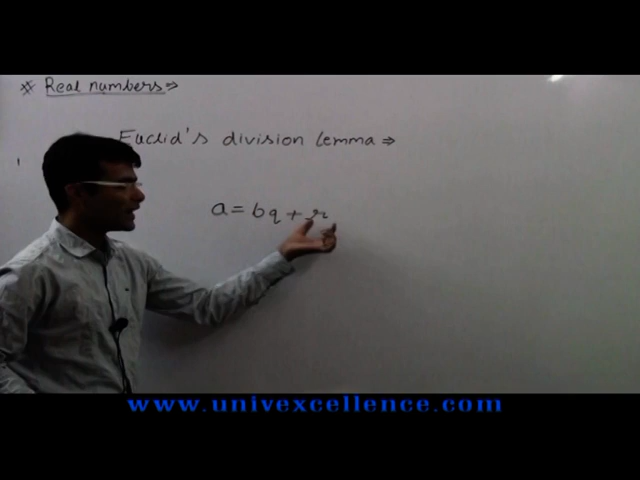 * Real numbers ⇒
Euclid's division lemma ⇒
a = bq + r
www.univexcellence.com